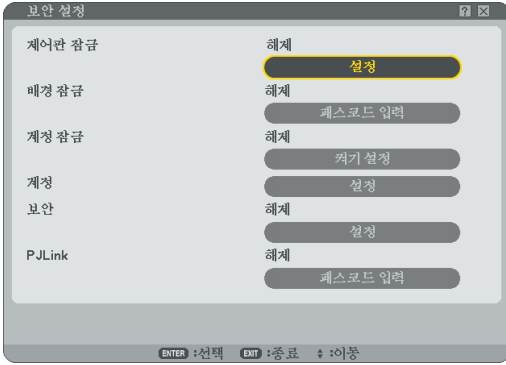 보안 설정
제어판 잠금 해제
설정
배경 잠금 해제
패스코드 입력
계정 잠금 해제
켜기 설정
계정 설정
보안 해제
설정
PJLink 해제
패스코드 입력
ENTER :선택 EXIT :종료 :이동